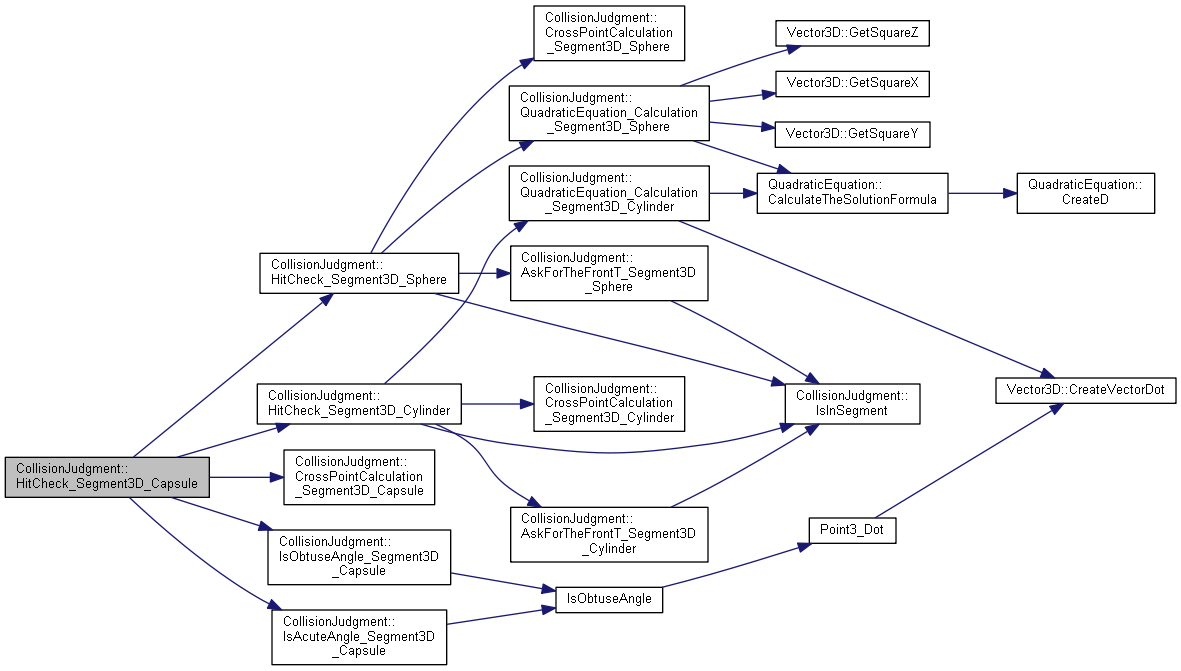 CollisionJudgment::
HitCheck_Segment3D_Capsule
CollisionJudgment::
HitCheck_Segment3D_Sphere
CollisionJudgment::
HitCheck_Segment3D_Cylinder
CollisionJudgment::
CrossPointCalculation
_Segment3D_Capsule
CollisionJudgment::
IsObtuseAngle_Segment3D
_Capsule
CollisionJudgment::
IsAcuteAngle_Segment3D
_Capsule
CollisionJudgment::
CrossPointCalculation
_Segment3D_Sphere
CollisionJudgment::
QuadraticEquation_Calculation
_Segment3D_Sphere
CollisionJudgment::
QuadraticEquation_Calculation
_Segment3D_Cylinder
CollisionJudgment::
AskForTheFrontT_Segment3D
_Sphere
CollisionJudgment::
CrossPointCalculation
_Segment3D_Cylinder
CollisionJudgment::
AskForTheFrontT_Segment3D
_Cylinder
IsObtuseAngle
Vector3D::GetSquareZ
Vector3D::GetSquareX
Vector3D::GetSquareY
QuadraticEquation::
CalculateTheSolutionFormula
CollisionJudgment::
IsInSegment
Point3_Dot
QuadraticEquation::
CreateD
Vector3D::CreateVectorDot